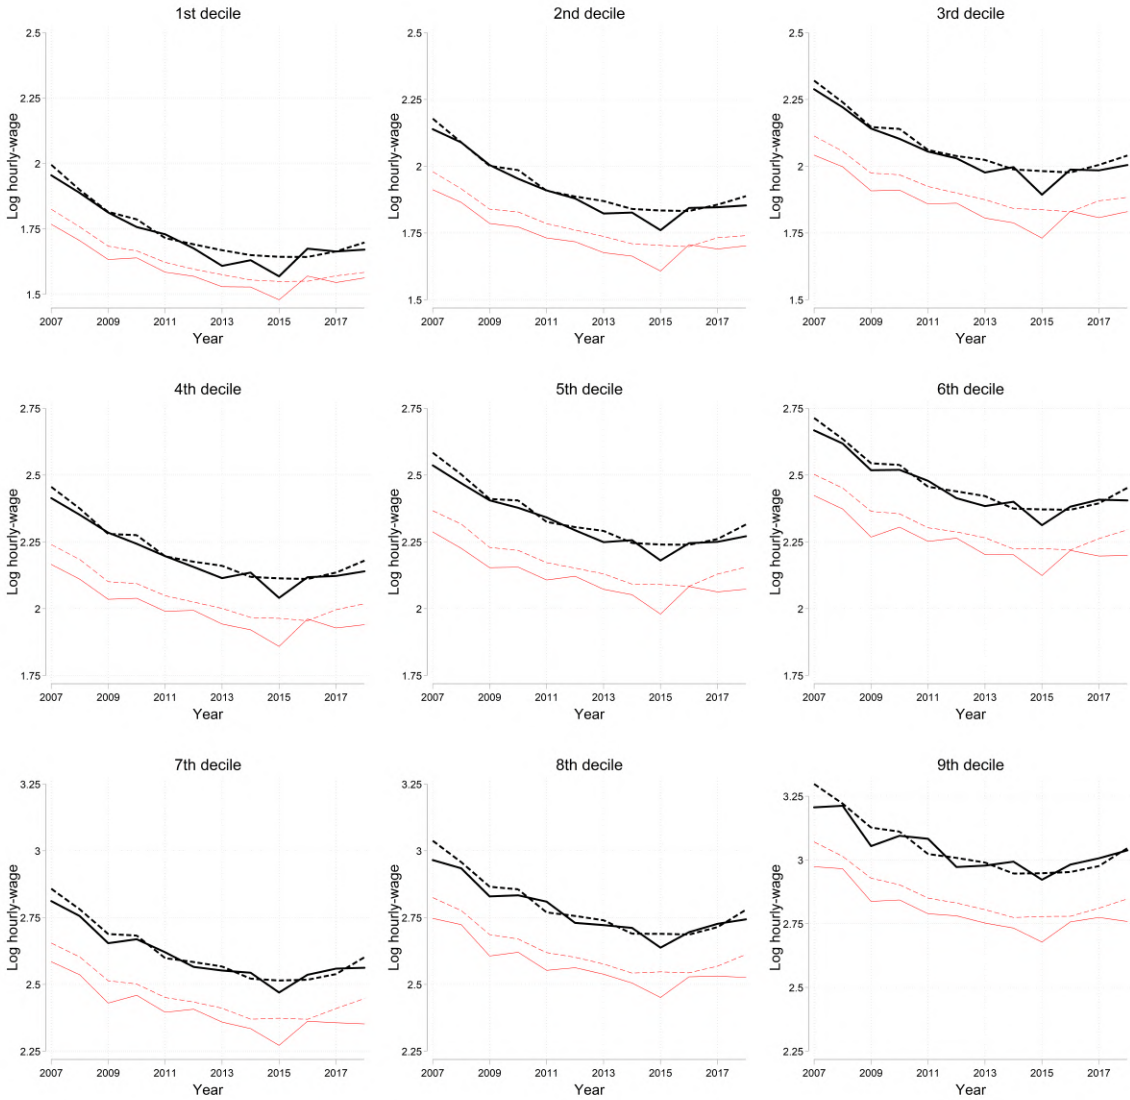 1st decile
2.5
2.25
2
1.75
1.5
Log hourly-wage
2007 2009 2011 2013 2015 2017
Year
2nd decile
2.5
2.25
2
1.75
1.5
Log hourly-wage
2007 2009 2011 2013 2015 2017
Year
3rd decile
2.5
2.25
2
1.75
1.5
Log hourly-wage
2007 2009 2011 2013 2015 2017
Year
4th decile
2.75
2.5
2.25
2
1.75
Log hourly-wage
2007 2009 2011 2013 2015 2017
Year
5th decile
2.75
2.5
2.25
2
1.75
Log hourly-wage
2007 2009 2011 2013 2015 2017
Year
6th decile
2.75
2.5
2.25
2
1.75
Log hourly-wage
2007 2009 2011 2013 2015 2017
Year
7th decile
3.25
3
2.75
2.5
2.25
Log hourly-wage
2007 2009 2011 2013 2015 2017
Year
8th decile
3.25
3
2.75
2.5
2.25
Log hourly-wage
2007 2009 2011 2013 2015 2017
Year
9th decile
3.25
3
2.75
2.5
2.25
Log hourly-wage
2007 2009 2011 2013 2015 2017
Year